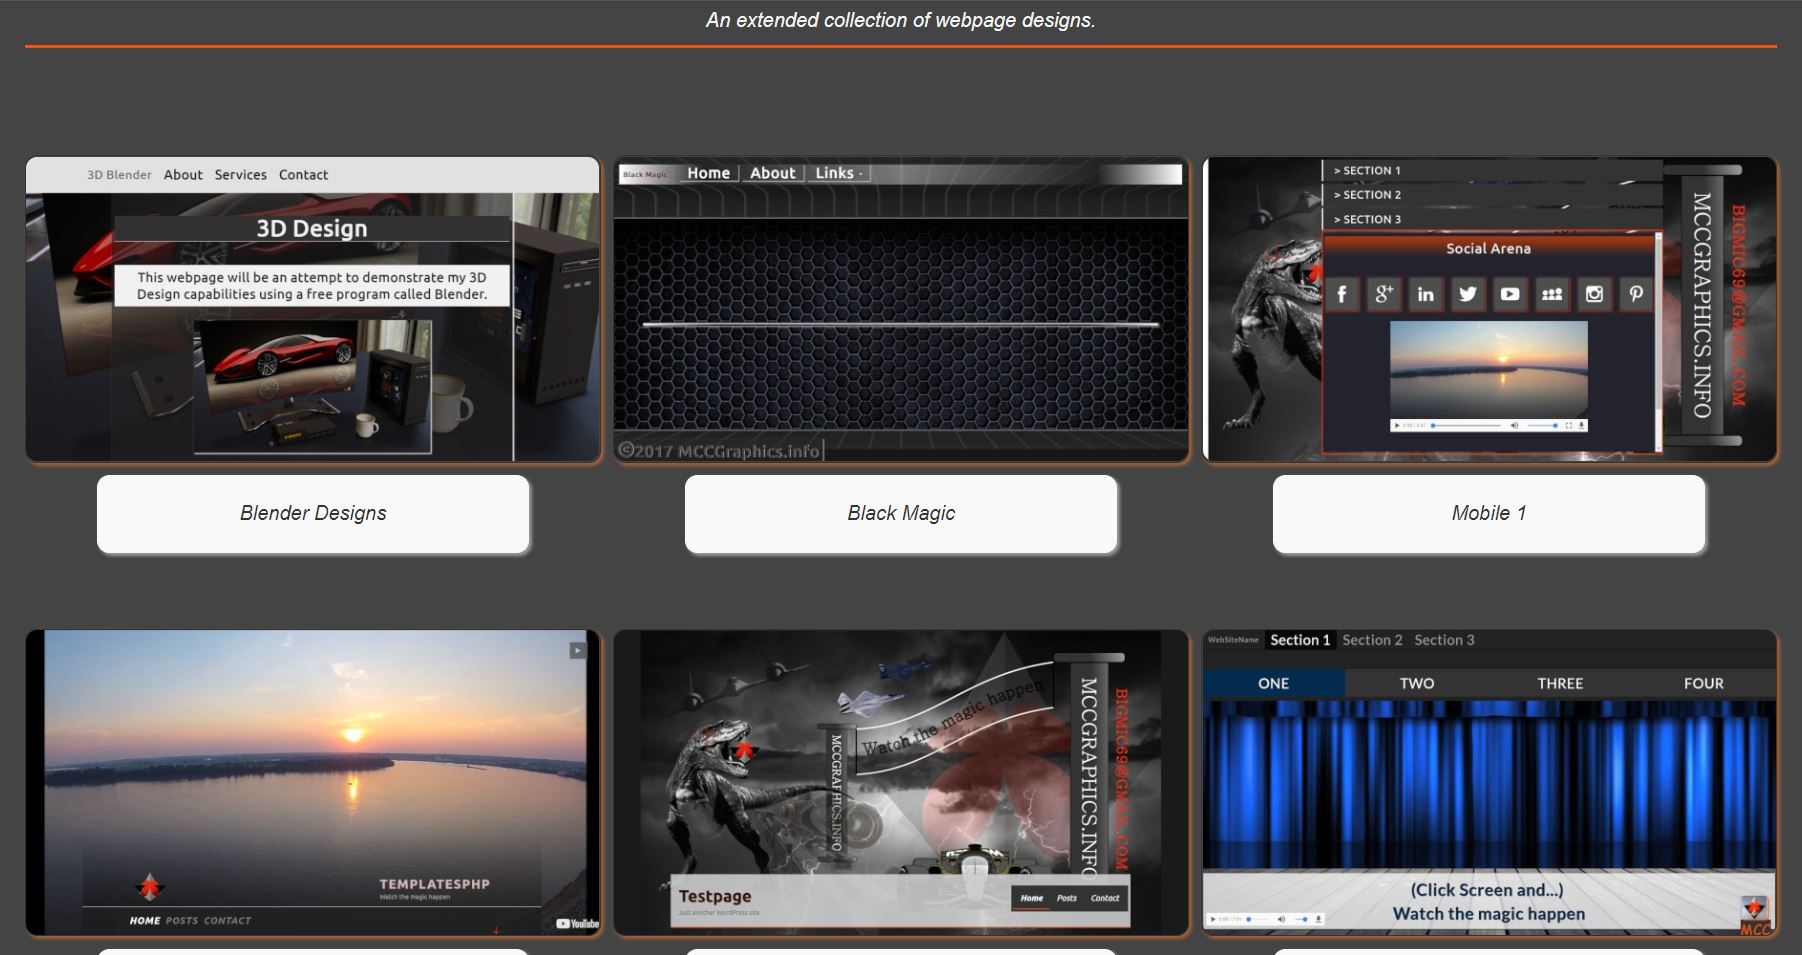 An extended collection of webpage designs.
3D Blender About Services Contact
3D Design
This webpage will be an attempt to demonstrate my 3D
Design capabilities using a free program called Blender.
Black Magic Home About Links
©2017 MCCGraphics.info
> SECTION 1
> SECTION 2
> SECTION 3
Social Arena
MCCGRAPHICS.INFO
BIGMIC69@GMAIL.COM
Blender Designs
Black Magic
Mobile 1
TEMPLATESPHP
Watch the magic happen
HOME POSTS CONTACT
YouTube
Watch the magic happen
MCCGRAPHICS.INFO
MCCGRAPHICS.INFO
BIGMIC69@GMAIL.COM
Testpage
Just another WordPress site
Home Posts Contact
WebSiteName Section 1 Section 2 Section 3
ONE TWO THREE FOUR
(Click Screen and...)
Watch the magic happen
MCC